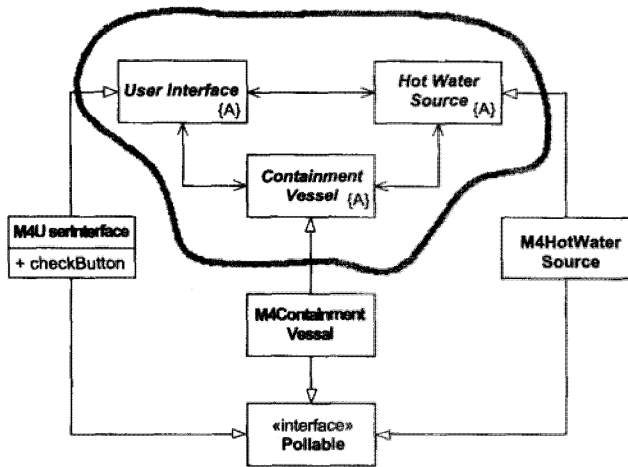 User Interface
{A}
Hot Water
Source
{A}
Containment
Vessel
{A}
M4U serInterface
+ checkButton
M4HotWater
Source
M4Containment
Vessal
«interface»
Pollable